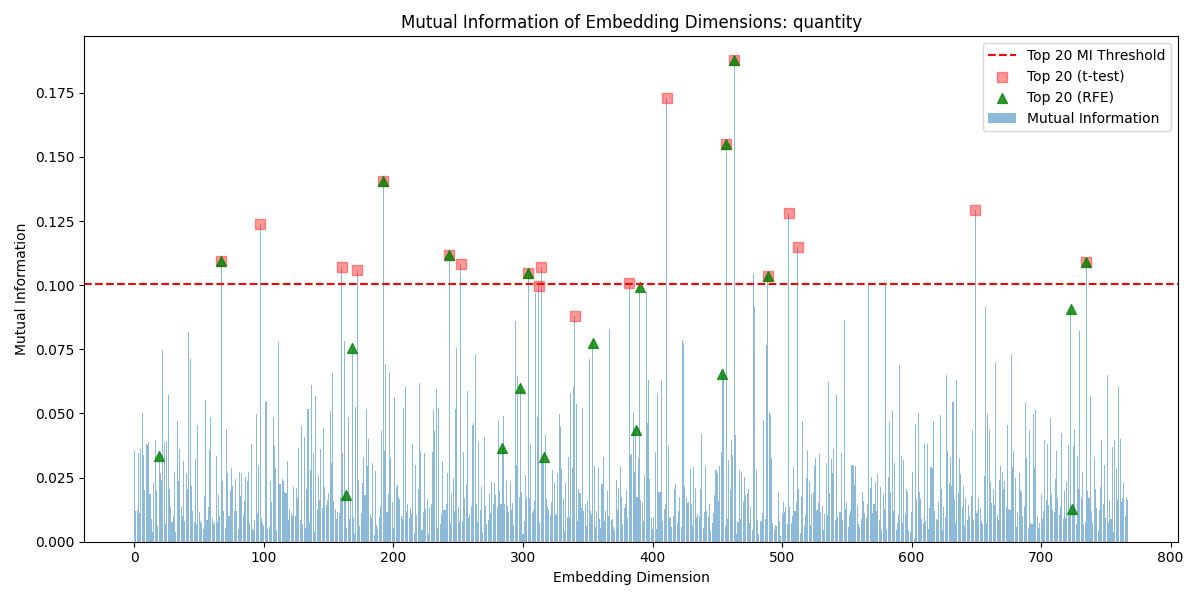 Mutual Information of Embedding Dimensions: quantity
Top 20 MI Threshold
Top 20 (t-test)
Top 20 (RFE)
Mutual Information
Mutual Information
0.175
0.150
0.125
0.100
0.075
0.050
0.025
0.000
0 100 200 300 400 500 600 700 800
Embedding Dimension